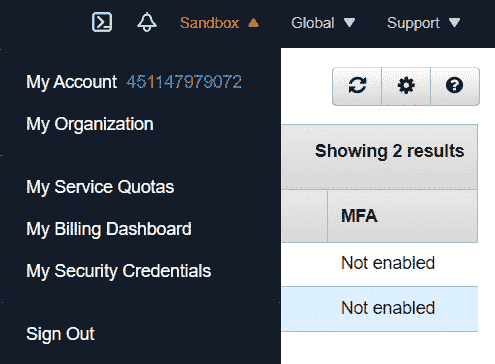 Sandbox Global Support
My Account 451147979072
My Organization
My Service Quotas
My Billing Dashboard
My Security Credentials
Sign Out
Showing 2 results
MFA
Not enabled
Not enabled